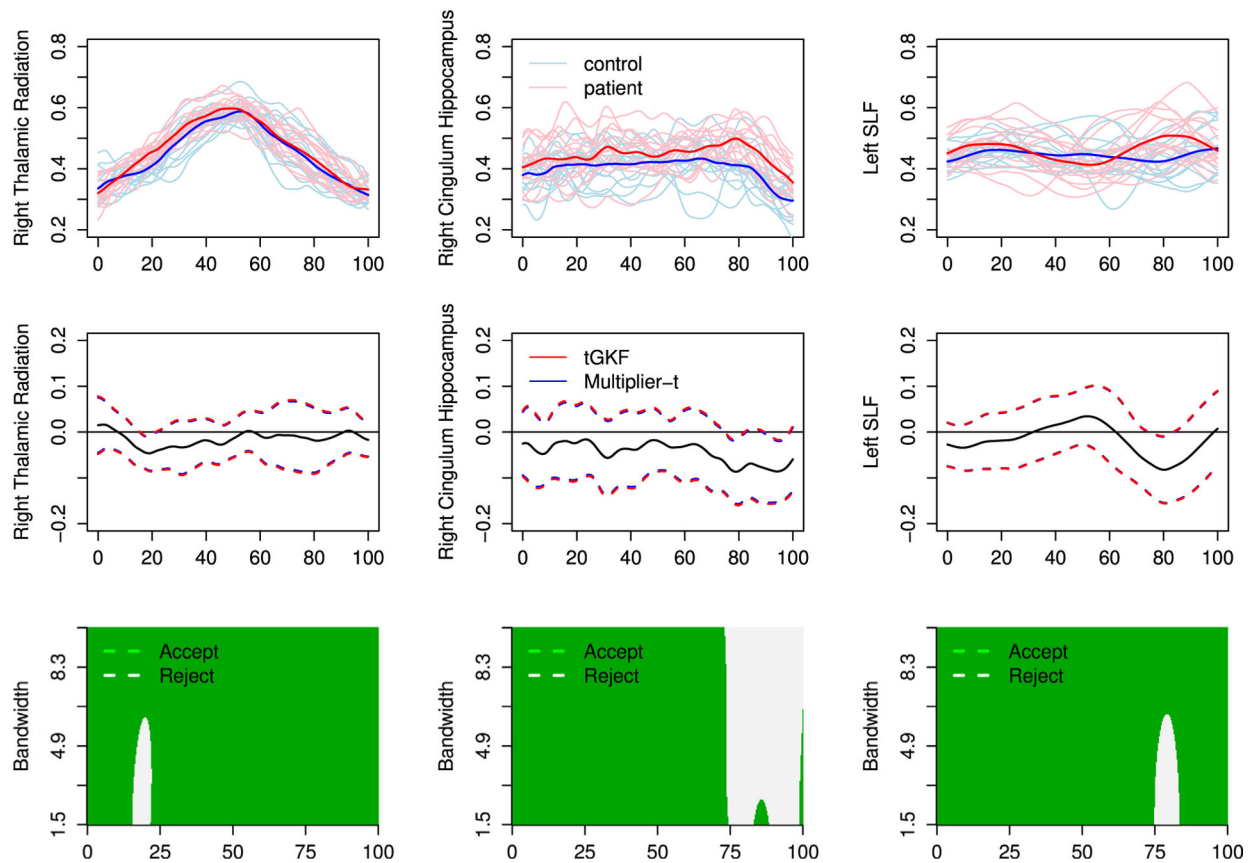 Right Thalamic Radiation
0.8
0.6
0.4
0.2
0 20 40 60 80 100
Right Cingulum Hippocampus
0.8
0.6
0.4
0.2
control
patient
0 20 40 60 80 100
Left SLF
0.8
0.6
0.4
0.2
0 20 40 60 80 100
Right Thalamic Radiation
0.2
0.1
0.0
−0.2
0 20 40 60 80 100
Right Cingulum Hippocampus
0.2
0.1
0.0
−0.2
tGKF
Multiplier−t
0 20 40 60 80 100
Left SLF
0.2
0.1
0.0
−0.2
0 20 40 60 80 100
Bandwidth
8.3
4.9
1.5
Accept
Reject
0 25 50 75 100
Bandwidth
8.3
4.9
1.5
Accept
Reject
0 25 50 75 100
Bandwidth
8.3
4.9
1.5
Accept
Reject
0 25 50 75 100